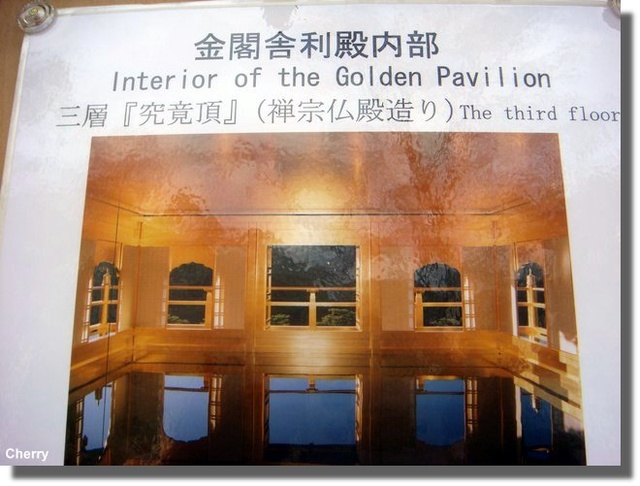 金閣舎利殿内部
Interior of the Golden Pavilion
三層『究竟頂』(禅宗仏殿造り) The third floor
Cherry